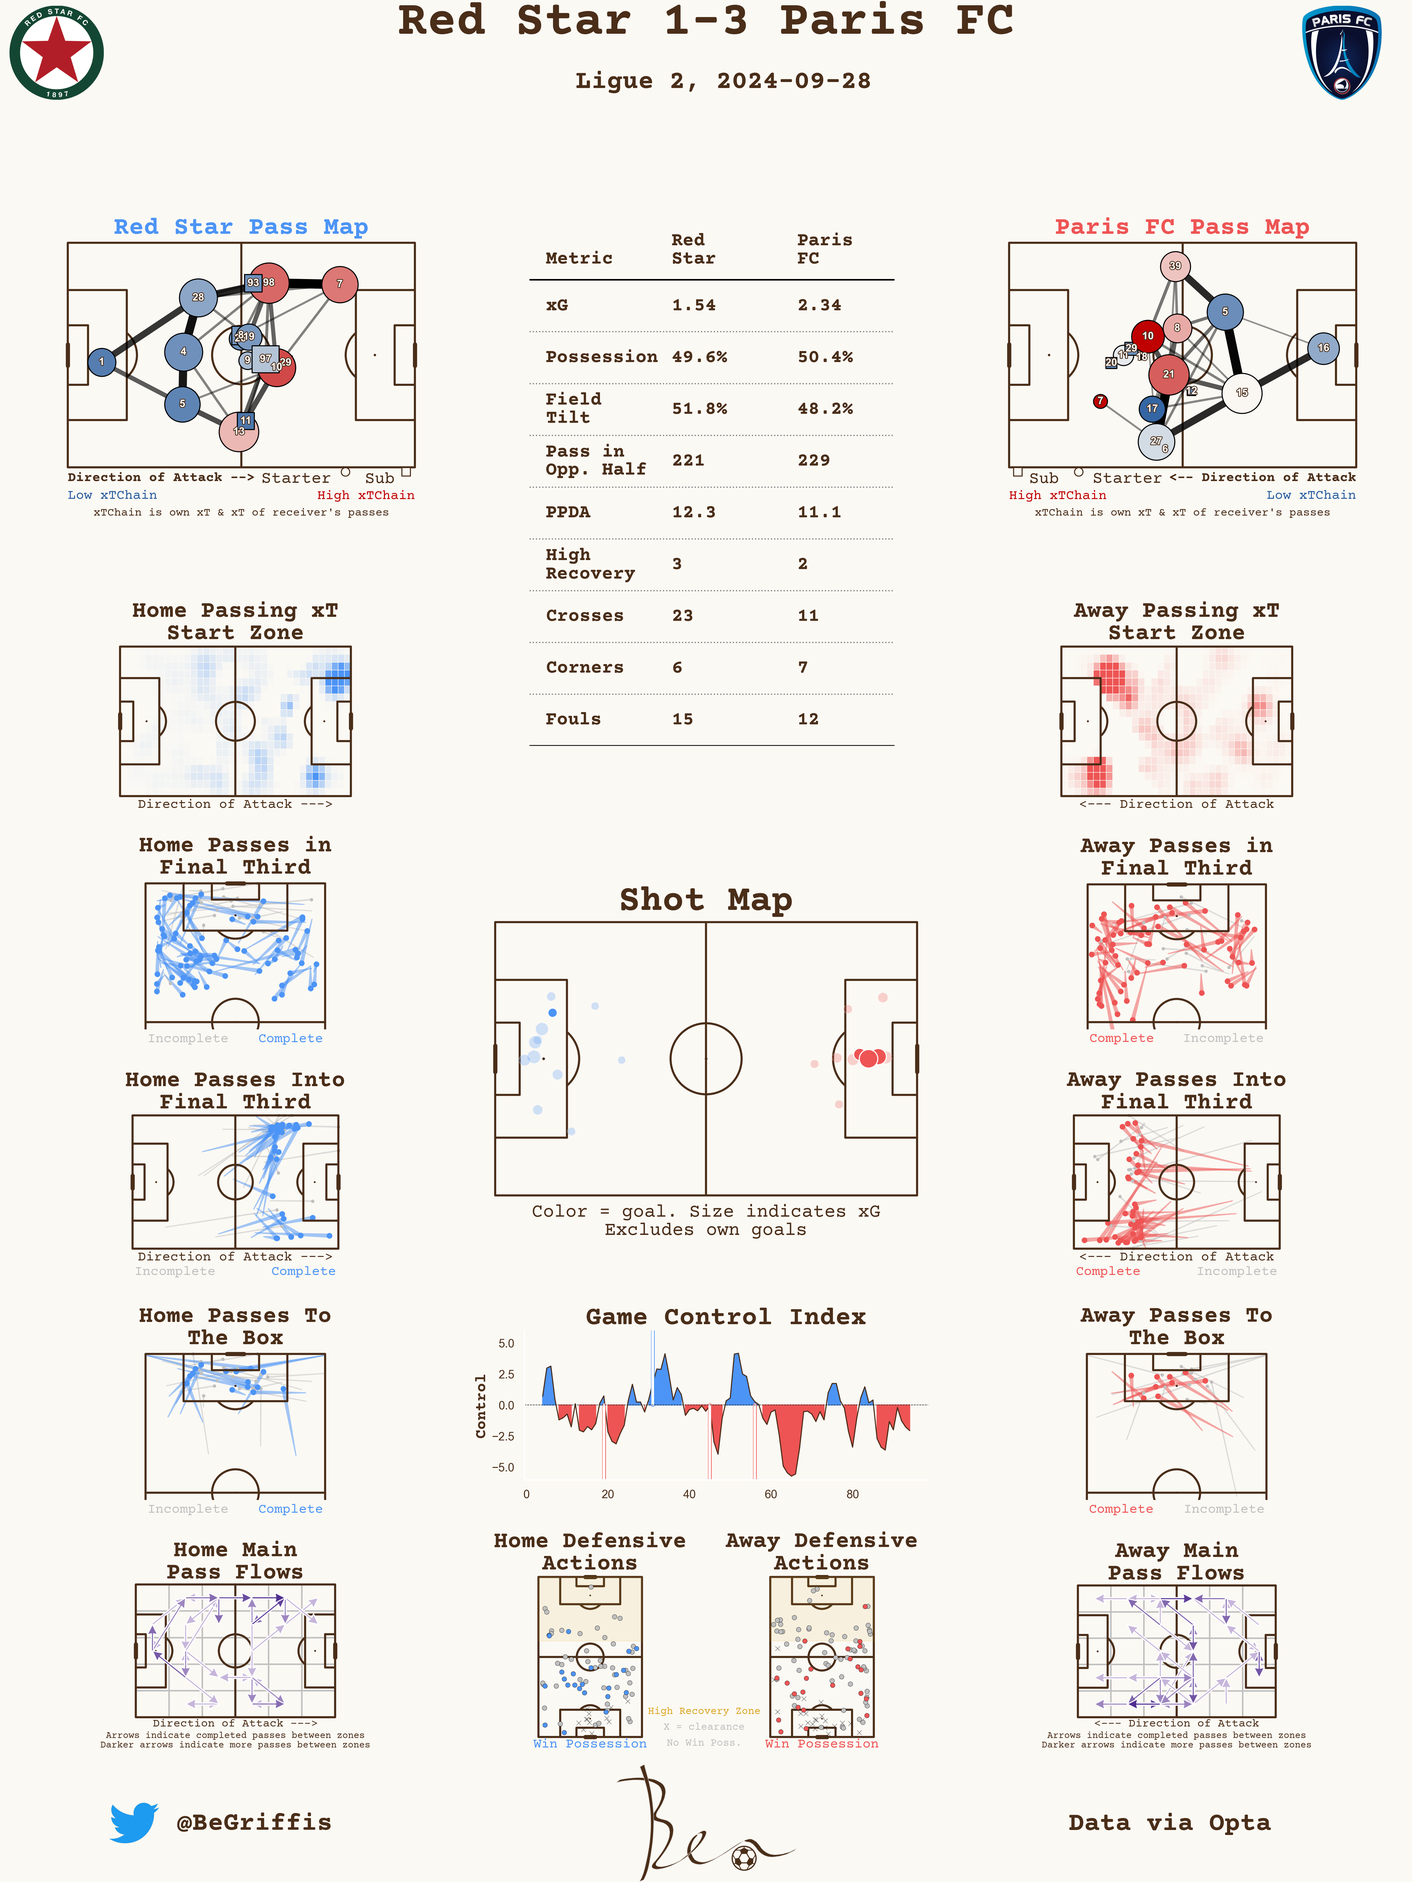 Red Star 1-3 Paris FC
Ligue 2, 2024-09-28
RED STAR FC
1897
PARIS FC
Red Star Pass Map
93 98 7
28
8 19
4
1 9 97 29
10
5
11
13
Direction of Attack --> Starter Sub
Low xTChain High xTChain
xTChain is own xT & xT of receiver's passes
Metric Red Star Paris FC
xG 1.54 2.34
Possession 49.6% 50.4%
Field Tilt 51.8% 48.2%
Pass in Opp. Half 221 229
PPDA 12.3 11.1
High Recovery 3 2
Crosses 23 11
Corners 6 7
Fouls 15 12
Paris FC Pass Map
39
5
8
10
29 16
20 11 18
21
12 15
7
17
27
6
Sub Starter <-- Direction of Attack
High xTChain Low xTChain
xTChain is own xT & xT of receiver's passes
Home Passing xT
Start Zone
Direction of Attack --->
Away Passing xT
Start Zone
<--- Direction of Attack
Home Passes in
Final Third
Incomplete Complete
Shot Map
Color = goal. Size indicates xG
Excludes own goals
Away Passes in
Final Third
Complete Incomplete
Home Passes Into
Final Third
Direction of Attack --->
Incomplete Complete
Away Passes Into
Final Third
<--- Direction of Attack
Complete Incomplete
Home Passes To
The Box
Incomplete Complete
Game Control Index
Control
5.0
2.5
0.0
−2.5
−5.0
0 20 40 60 80
Away Passes To
The Box
Complete Incomplete
Home Main
Pass Flows
Direction of Attack --->
Arrows indicate completed passes between zones
Darker arrows indicate more passes between zones
Home Defensive
Actions
Win Possession
High Recovery Zone
X = clearance
No Win Poss.
Away Defensive
Actions
Win Possession
Away Main
Pass Flows
<--- Direction of Attack
Arrows indicate completed passes between zones
Darker arrows indicate more passes between zones
@BeGriffis
Ben
Data via Opta